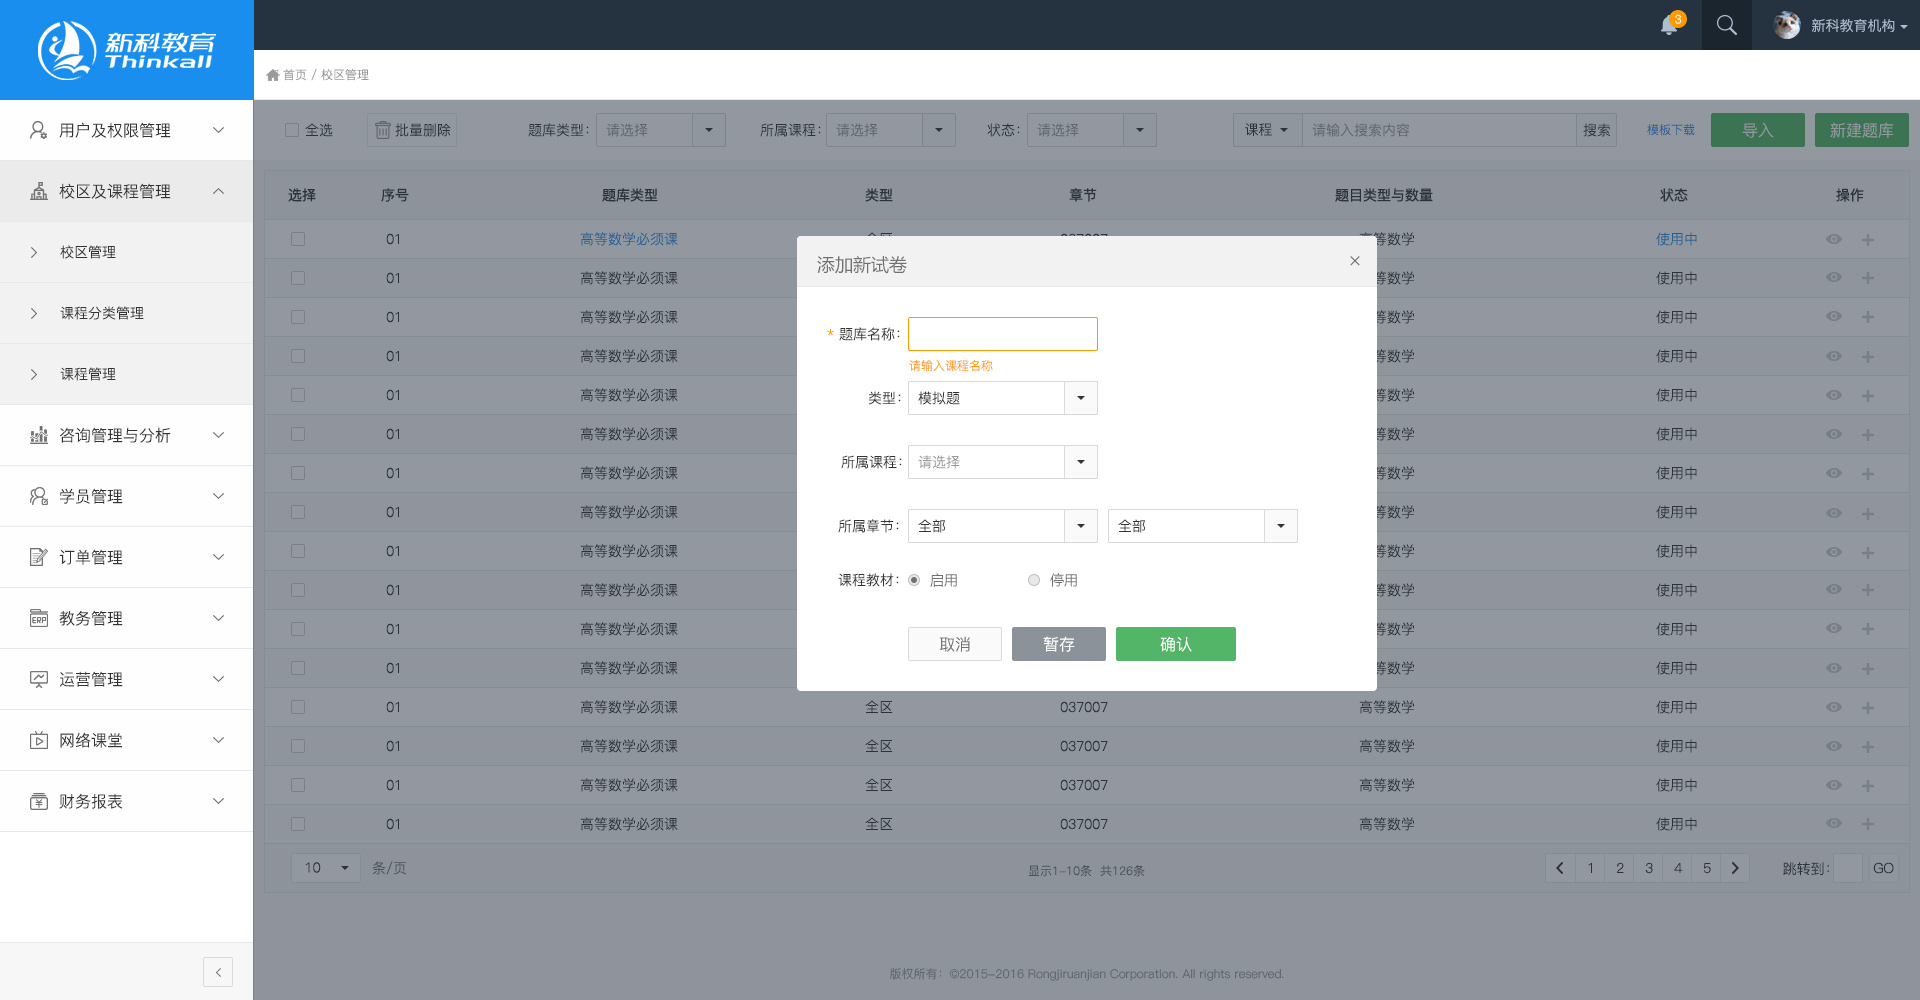 新科教育
Thinkall
3
新科教育机构
首页 / 校区管理
用户及权限管理
校区及课程管理
校区管理
课程分类管理
课程管理
咨询管理与分析
学员管理
订单管理
ERP 教务管理
运营管理
网络课堂
财务报表
全选 批量删除 题库类型: 请选择 所属课程: 请选择 状态: 请选择 课程 请输入搜索内容 搜索 模板下载 导入 新建题库
选择 序号 题库类型 类型 章节 题目类型与数量 状态 操作
01 高等数学必须课 等数学 使用中
01 高等数学必须课 等数学 使用中
01 高等数学必须课 等数学 使用中
01 高等数学必须课 等数学 使用中
01 高等数学必须课 等数学 使用中
01 高等数学必须课 等数学 使用中
01 高等数学必须课 等数学 使用中
01 高等数学必须课 等数学 使用中
01 高等数学必须课 等数学 使用中
01 高等数学必须课 等数学 使用中
01 高等数学必须课 等数学 使用中
01 高等数学必须课 等数学 使用中
01 高等数学必须课 全区 037007 高等数学 使用中
01 高等数学必须课 全区 037007 高等数学 使用中
01 高等数学必须课 全区 037007 高等数学 使用中
01 高等数学必须课 全区 037007 高等数学 使用中
10 条/页 显示1-10条 共126条 1 2 3 4 5 跳转到: GO
添加新试卷
* 题库名称:
请输入课程名称
类型: 模拟题
所属课程: 请选择
所属章节: 全部 全部
课程教材: 启用 停用
取消 暂存 确认
版权所有: ©2015-2016 Rongjiruanjian Corporation. All rights reserved.